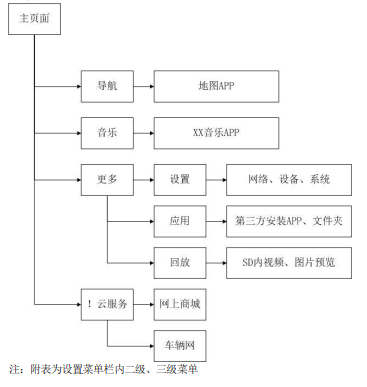 主页面
导航 地图APP
音乐 XX音乐APP
更多 设置 网络、设备、系统
应用 第三方安装APP、文件夹
回放 SD内视频、图片预览
！云服务 网上商城
车辆网
注：附表为设置菜单栏内二级、三级菜单